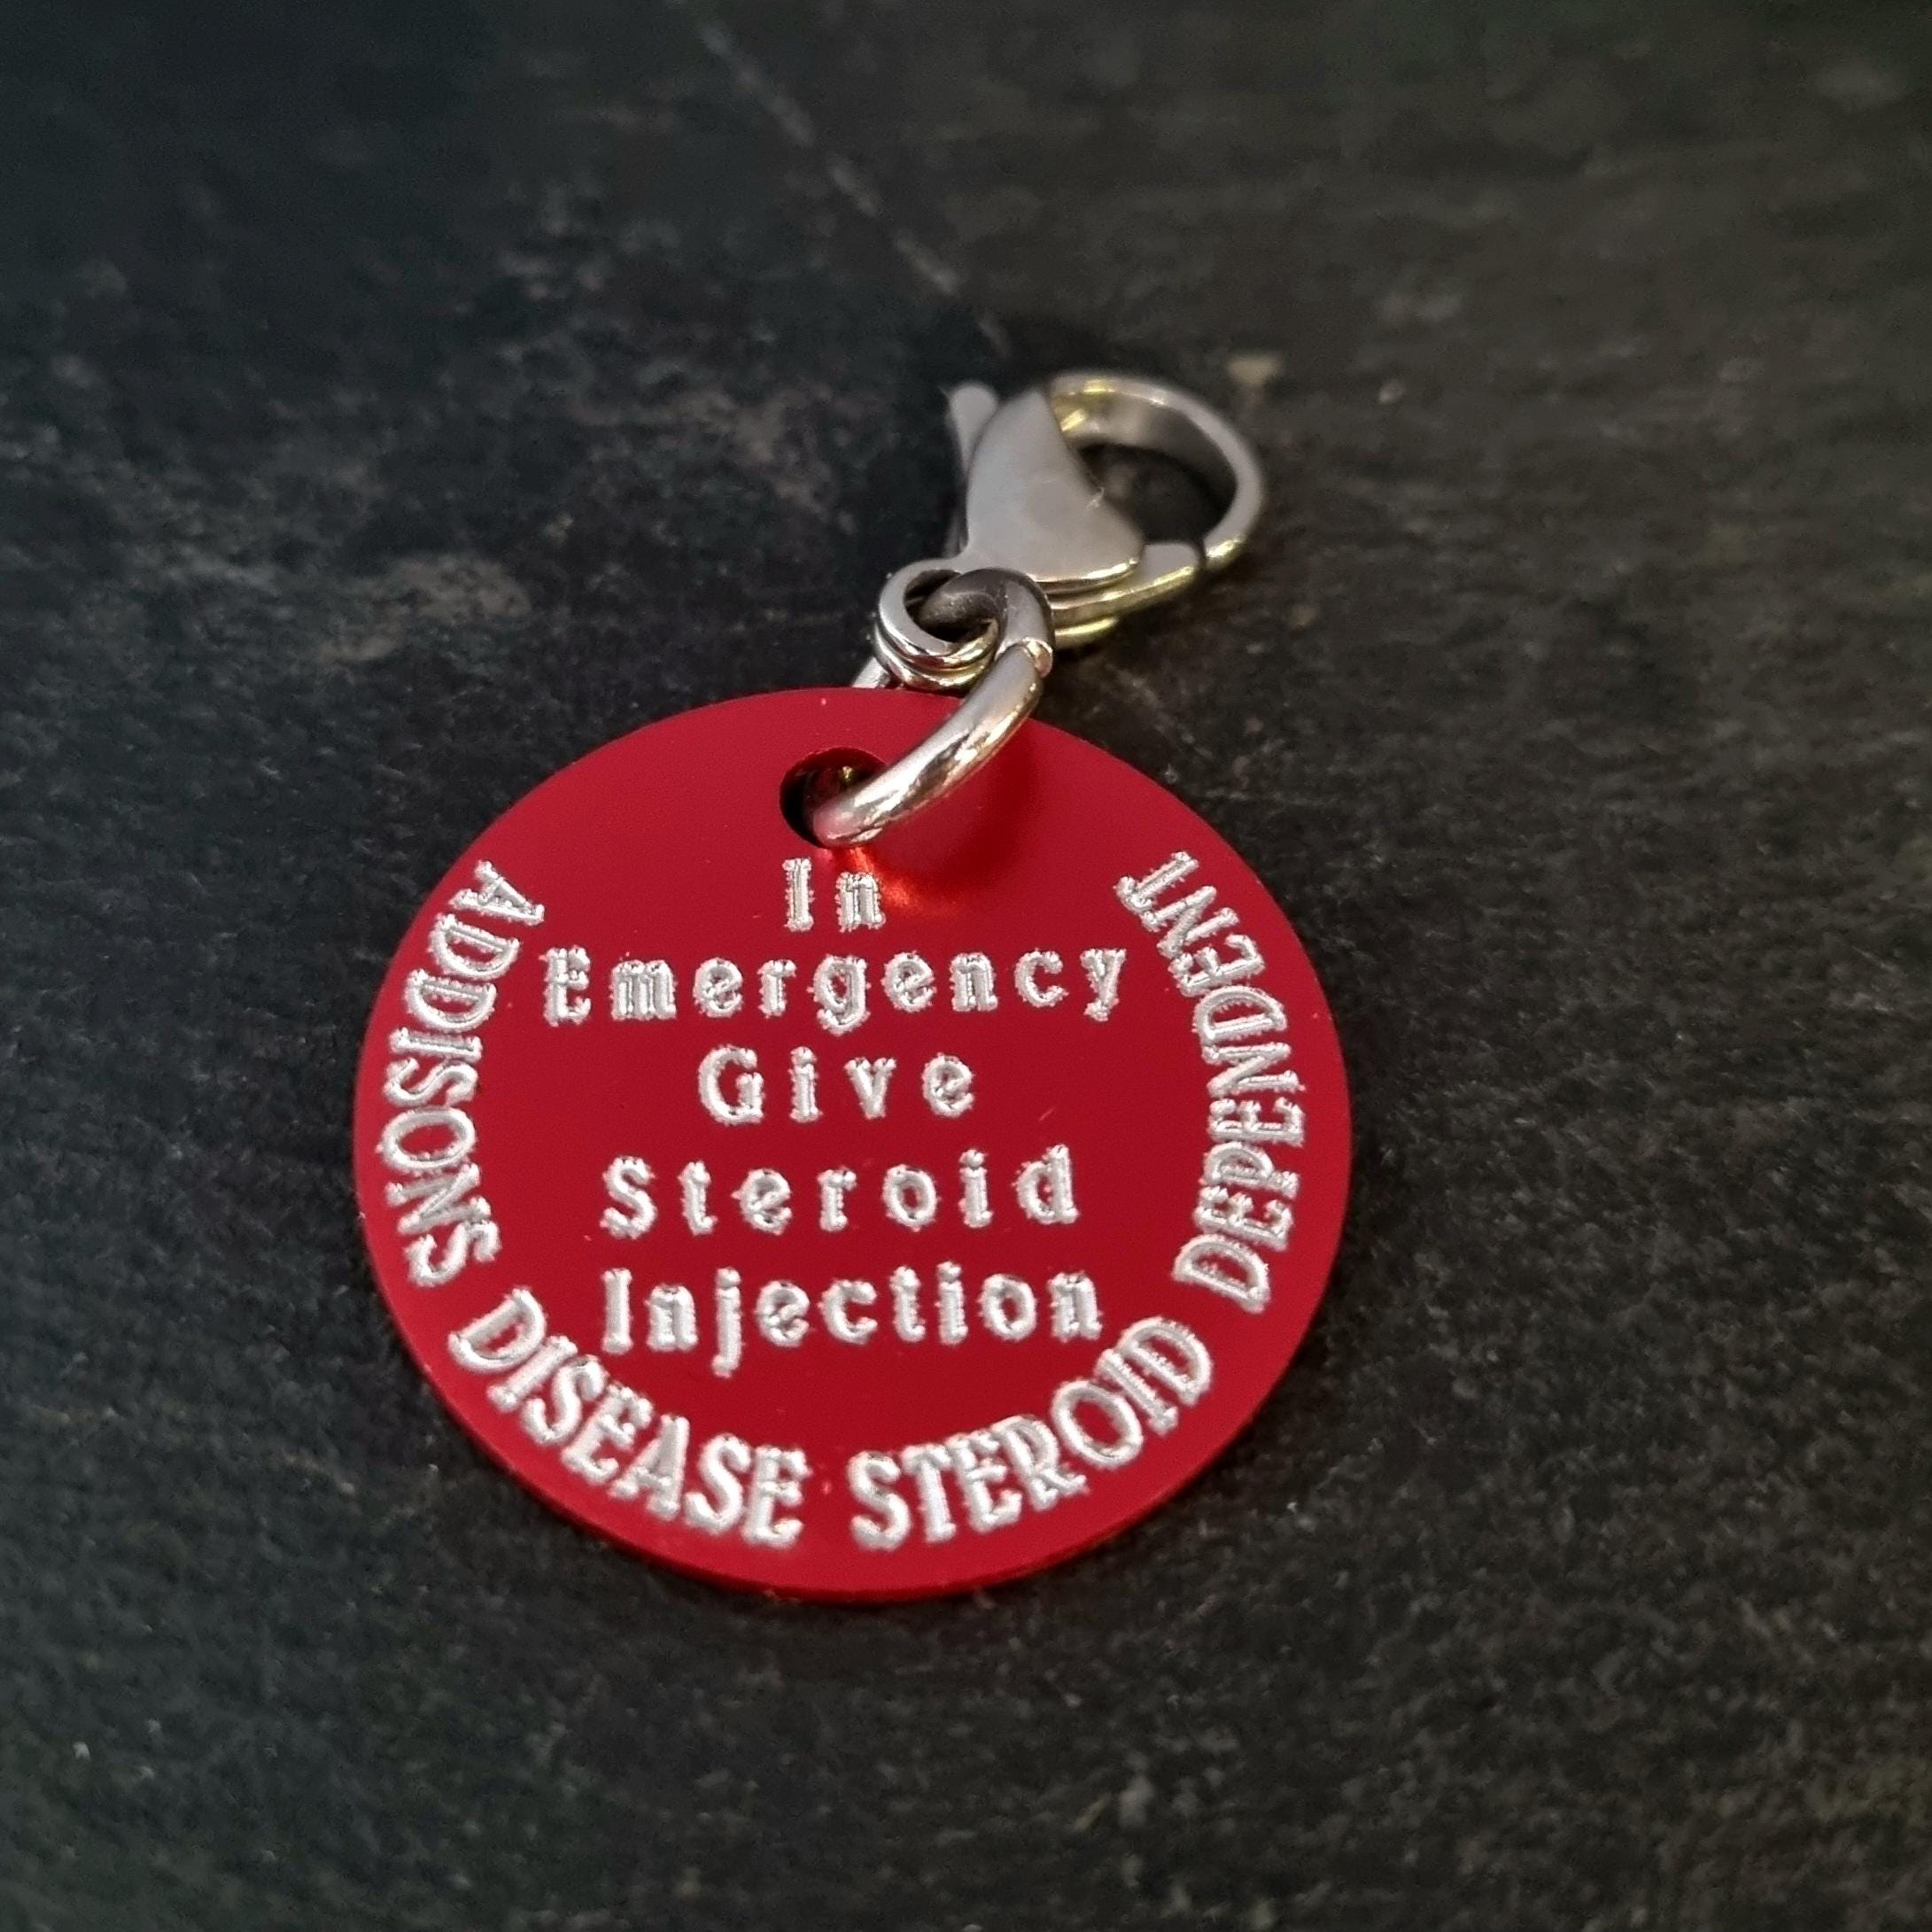 In
Emergency
Give
Steroid
Injection
ADDISONS DISEASE STEROID DEPENDENT